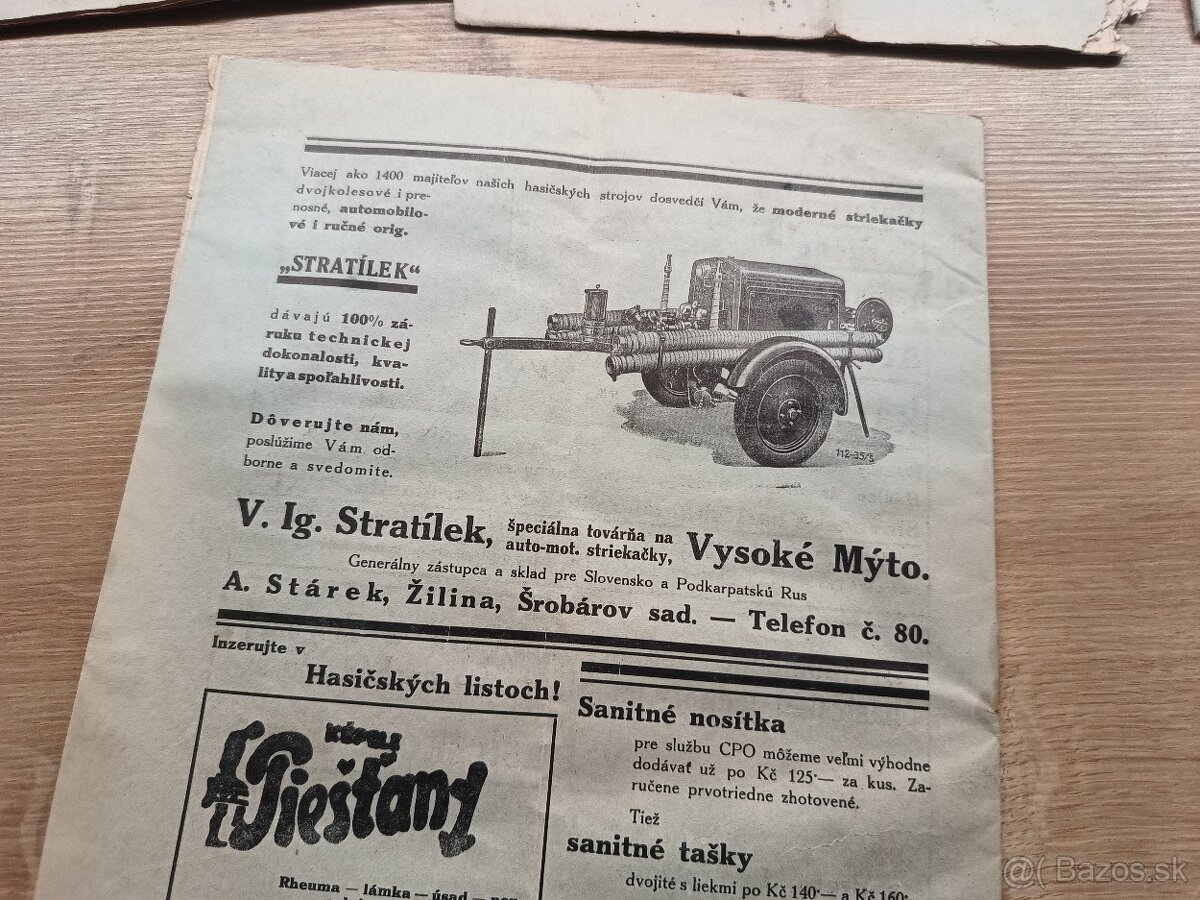 Viacej ako 1400 majiteľov našich hasičských strojov dosvedčí Vám, že moderné striekačky
dvojkolesové i pre-
nosné, automobilo-
vé i ručné orig.
„STRATÍLEK“
dávajú 100% zá-
ruku technickej
dokonalosti, kva-
lity a spoľahlivosti.
Dôverujte nám,
poslúžime Vám od-
borne a svedomite.
112-35/5
V. Ig. Stratílek, špeciálna továrňa na
auto-mot. striekačky, Vysoké Mýto.
Generálny zástupca a sklad pre Slovensko a Podkarpatskú Rus
A. Stárek, Žilina, Šrobárov sad. — Telefon č. 80.
Inzerujte v
Hasičských listoch!
KÚPELE
Piešťany
Rheuma — lámka — úsad —
Sanitné nosítka
pre službu CPO môžeme veľmi výhodne
dodávať už po Kč 125·— za kus. Za-
ručene prvotriedne zhotovené.
Tiež
sanitné tašky
dvojité s liekmi po Kč 140·— a Kč 160·
Bazos.sk